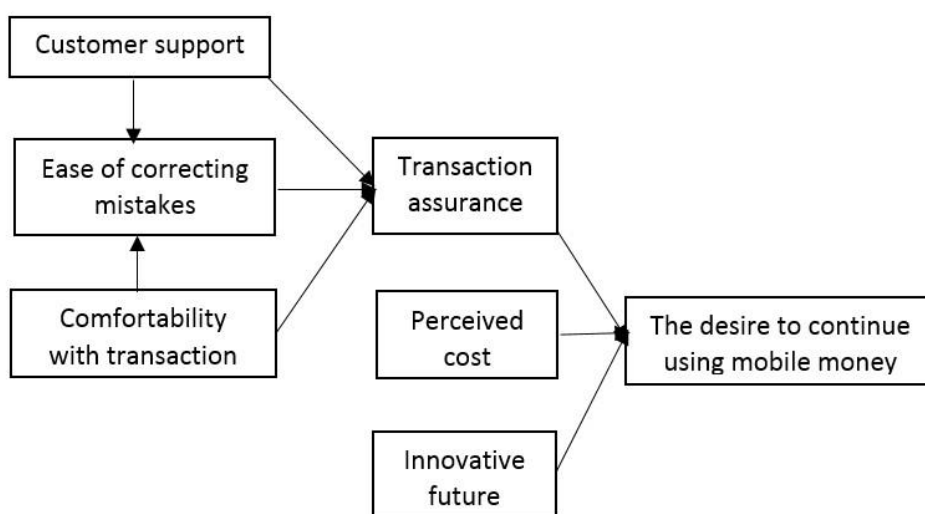 Customer support
Ease of correcting
mistakes
Comfortability
with transaction
Transaction
assurance
Perceived
cost
Innovative
future
The desire to continue
using mobile money